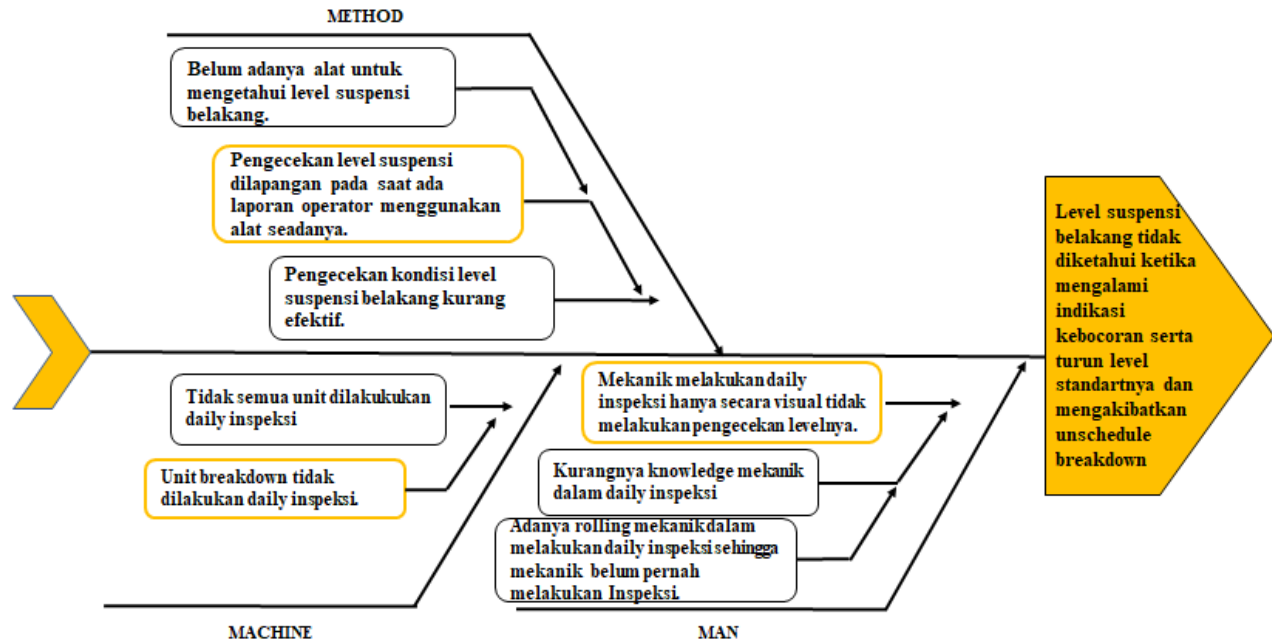 METHOD
Belum adanya alat untuk
mengetahui level suspensi
belakang.
Pengecekan level suspensi
dilapangan pada saat ada
laporan operator menggunakan
alat seadanya.
Pengecekan kondisi level
suspensi belakang kurang
efektif.
Level suspensi
belakang tidak
diketahui ketika
mengalami
indikasi
kebocoran serta
turun level
standartnya dan
mengakibatkan
unschedule
breakdown
Tidak semua unit dilakukukan
daily inspeksi
Unit breakdown tidak
dilakukan daily inspeksi.
Mekanik melakukan daily
inspeksi hanya secara visual tidak
melakukan pengecekan levelnya.
Kurangnya knowledge mekanik
dalam daily inspeksi
Adanya rolling mekanik dalam
melakukan daily inspeksi sehingga
mekanik belum pernah
melakukan Inspeksi.
MACHINE
MAN